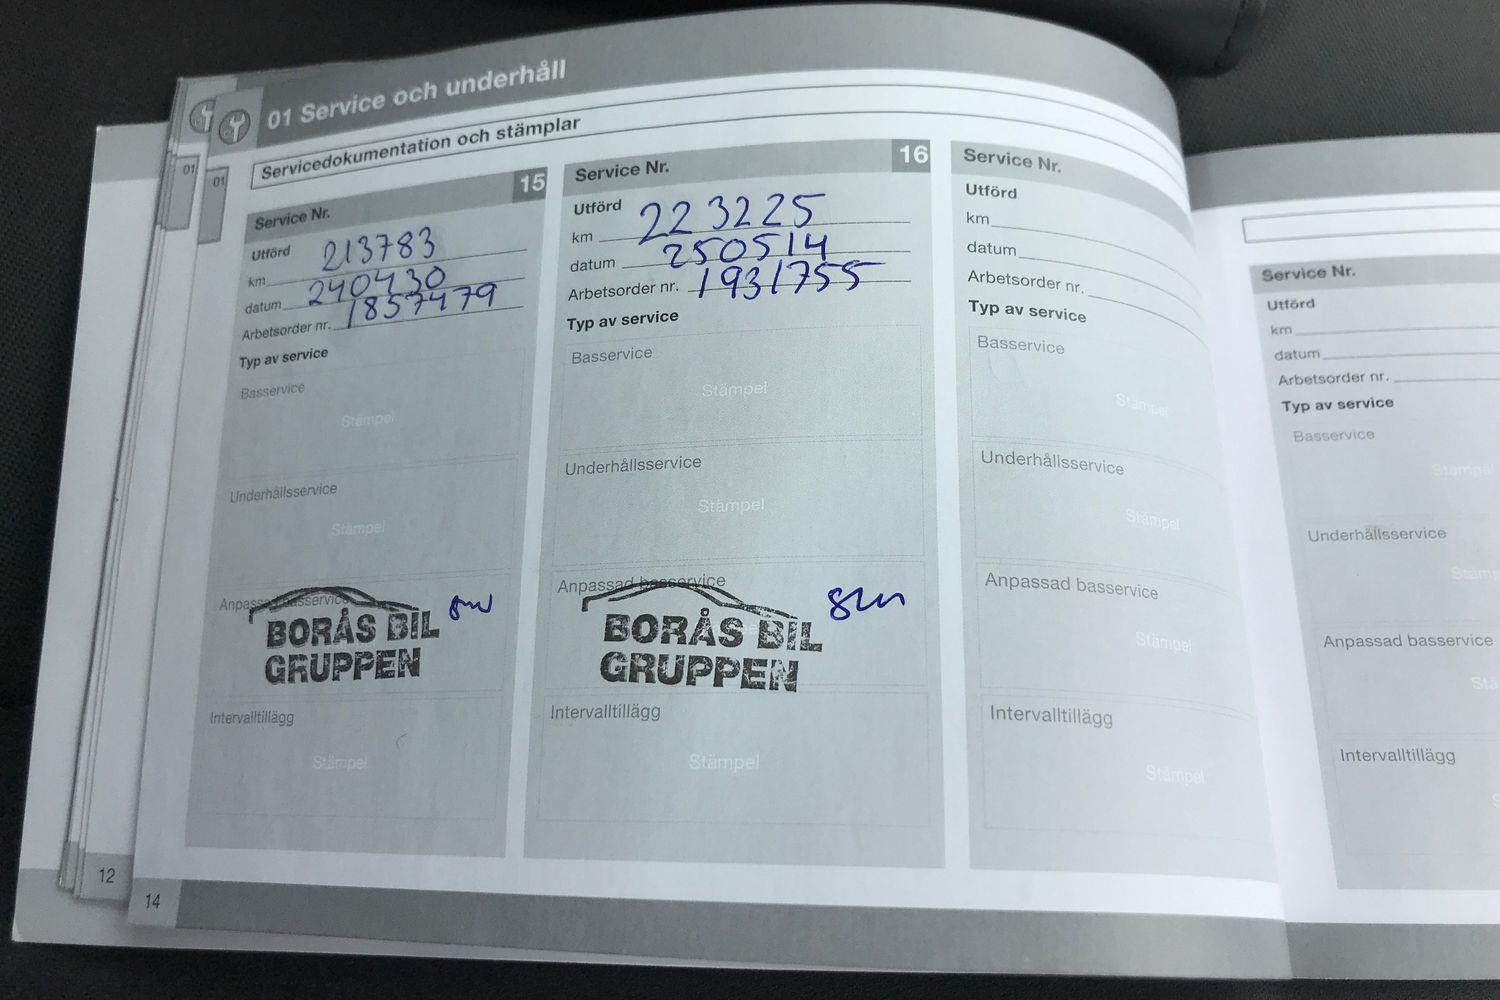 01 Service och underhåll
Servicedokumentation och stämplar
01
01
Service Nr. 15
Utförd
km 213783
datum 240430
Arbetsorder nr. 1857479
Typ av service
Basservice
Stämpel
Underhållsservice
Stämpel
Anpassad basservice
BORÅS BIL
GRUPPEN
Intervalltillägg
Stämpel
Service Nr. 16
Utförd
km 223225
datum 250514
Arbetsorder nr. 1931755
Typ av service
Basservice
Stämpel
Underhållsservice
Stämpel
Anpassad basservice
BORÅS BIL
GRUPPEN
Intervalltillägg
Stämpel
Service Nr.
Utförd
km
datum
Arbetsorder nr.
Typ av service
Basservice
Stämpel
Underhållsservice
Stämpel
Anpassad basservice
Stämpel
Intervalltillägg
Stämpel
Service Nr.
Utförd
km
datum
Arbetsorder nr.
Typ av service
Basservice
Stämpel
Underhållsservice
Stämp
Anpassad basservice
Stä
Intervalltillägg
S
12
14